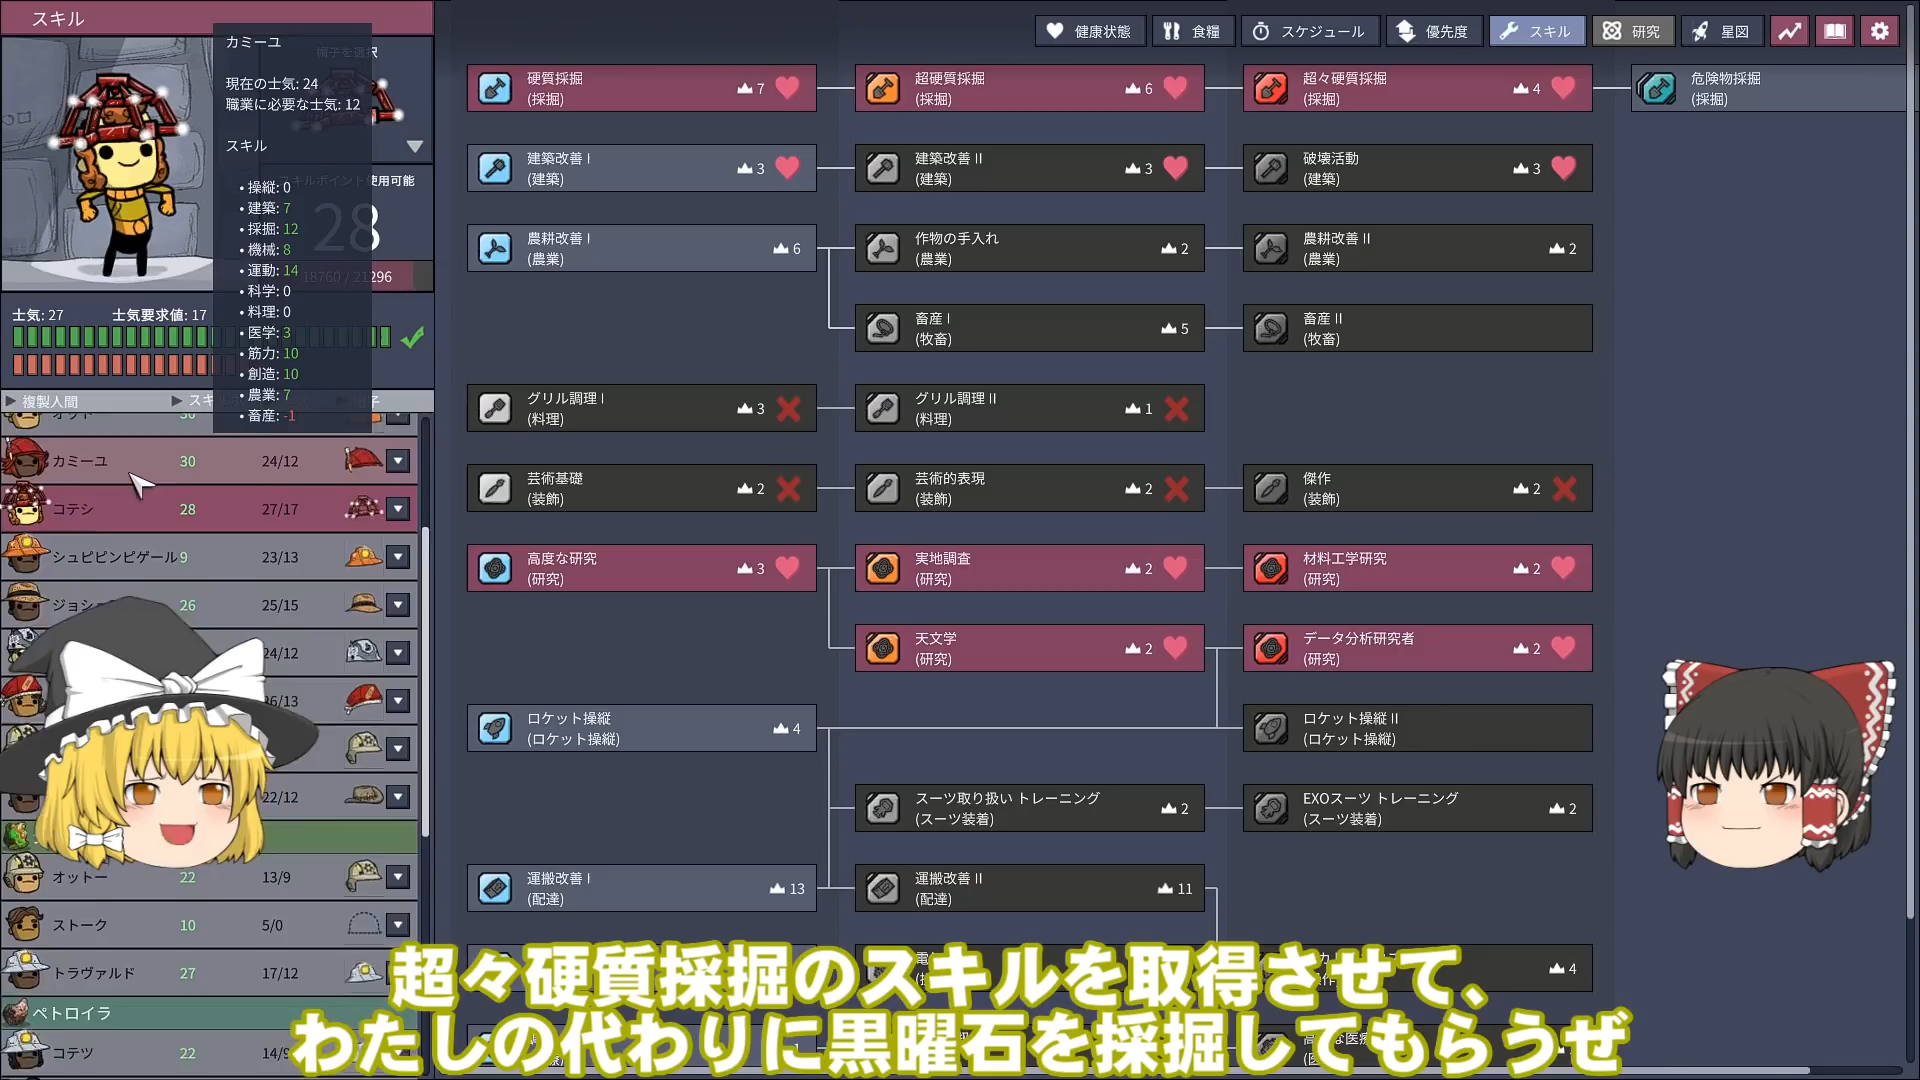 スキル
健康状態
食糧
スケジュール
優先度
スキル
研究
星図
カミーユ
帽子を選択
現在の士気: 24
職業に必要な士気: 12
スキル
• 操縦: 0
• 建築: 7
• 採掘: 12
• 機械: 8
• 運動: 14
• 科学: 0
• 料理: 0
• 医学: 3
• 筋力: 10
• 創造: 10
• 農業: 7
• 畜産: -1
スキルポイント使用可能
28
18760 / 21296
士気: 27
士気要求値: 17
複製人間
カミーユ 30 24/12
コテシ 28 27/17
シュピピンピゲール 9 23/13
ジョシ 26 25/15
24/12
26/13
22/12
オットー 22 13/9
ストーク 10 5/0
トラヴァルド 27 17/12
ペトロイラ
コテツ 22 14/9
硬質採掘
(採掘)
7
超硬質採掘
(採掘)
6
超々硬質採掘
(採掘)
4
危険物採掘
(採掘)
建築改善 I
(建築)
3
建築改善 II
(建築)
3
破壊活動
(建築)
3
農耕改善 I
(農業)
6
作物の手入れ
(農業)
2
農耕改善 II
(農業)
2
畜産 I
(牧畜)
5
畜産 II
(牧畜)
グリル調理 I
(料理)
3
グリル調理 II
(料理)
1
芸術基礎
(装飾)
2
芸術的表現
(装飾)
2
傑作
(装飾)
2
高度な研究
(研究)
3
実地調査
(研究)
2
材料工学研究
(研究)
2
天文学
(研究)
2
データ分析研究者
(研究)
2
ロケット操縦
(ロケット操縦)
4
ロケット操縦 II
(ロケット操縦)
スーツ取り扱い トレーニング
(スーツ装着)
2
EXOスーツ トレーニング
(スーツ装着)
2
運搬改善 I
(配達)
13
運搬改善 II
(配達)
11
4
超々硬質採掘のスキルを取得させて、
わたしの代わりに黒曜石を採掘してもらうぜ